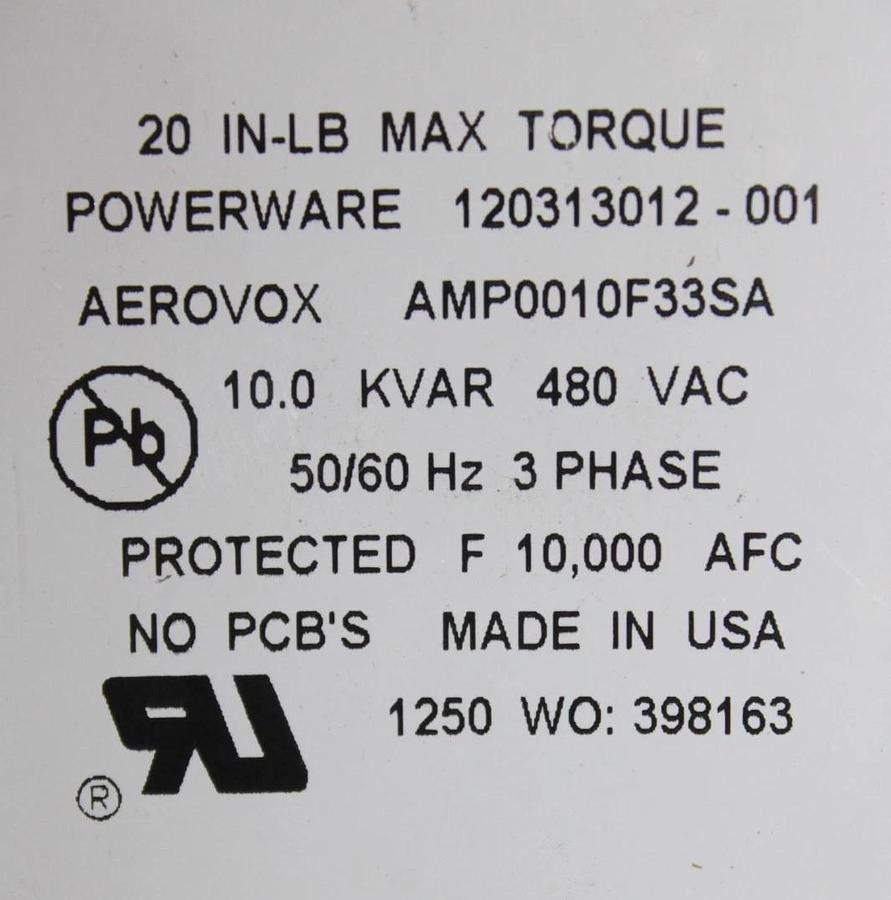 20 IN-LB MAX TORQUE
POWERWARE 120313012-001
AEROVOX AMP0010F33SA
Pb
10.0 KVAR 480 VAC
50/60 Hz 3 PHASE
PROTECTED F 10,000 AFC
NO PCB'S MADE IN USA
RU
1250 WO: 398163
®